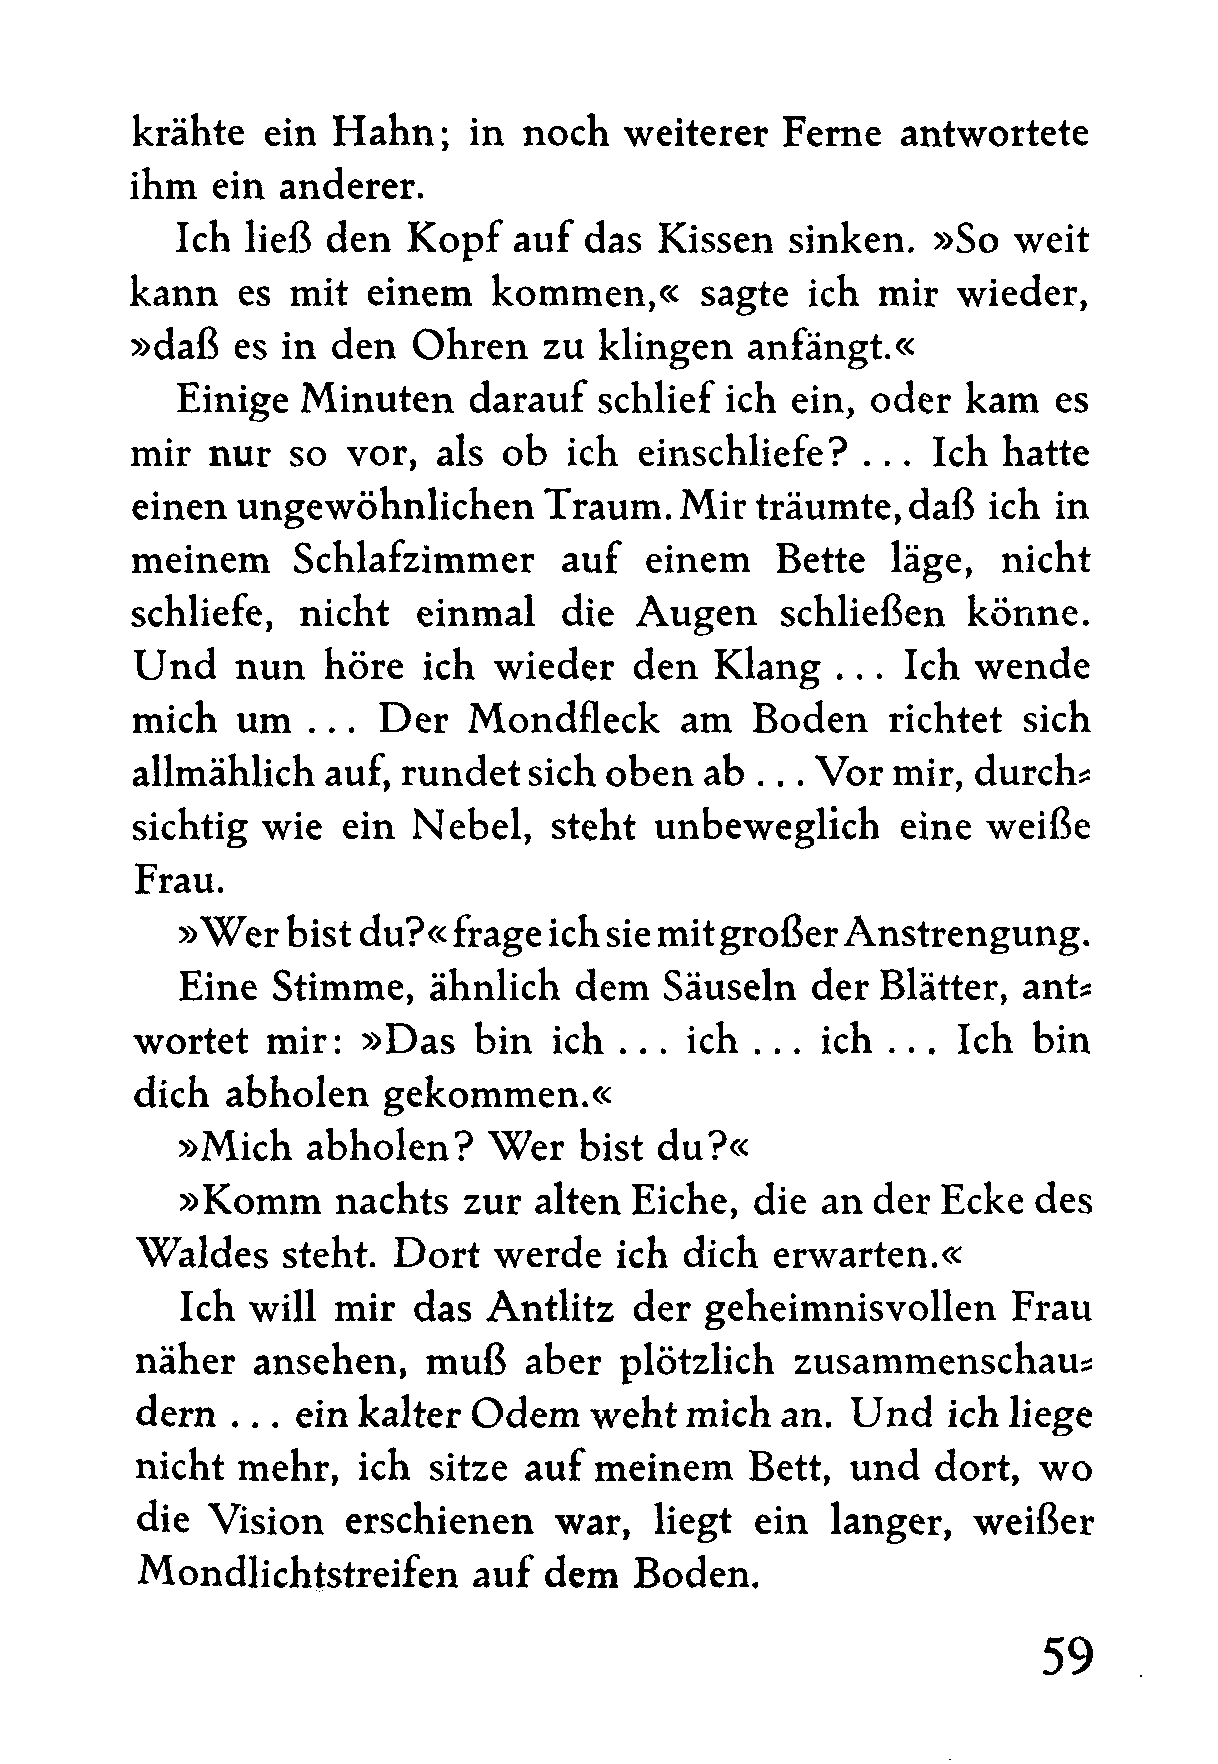 krähte ein Hahn; in noch weiterer Ferne antwortete
ihm ein anderer.
Ich ließ den Kopf auf das Kissen sinken. »So weit
kann es mit einem kommen,« sagte ich mir wieder,
»daß es in den Ohren zu klingen anfängt.«
Einige Minuten darauf schlief ich ein, oder kam es
mir nur so vor, als ob ich einschliefe? ... Ich hatte
einen ungewöhnlichen Traum. Mir träumte, daß ich in
meinem Schlafzimmer auf einem Bette läge, nicht
schliefe, nicht einmal die Augen schließen könne.
Und nun höre ich wieder den Klang ... Ich wende
mich um ... Der Mondfleck am Boden richtet sich
allmählich auf, rundet sich oben ab ... Vor mir, durch⸗
sichtig wie ein Nebel, steht unbeweglich eine weiße
Frau.
»Wer bist du?« frage ich sie mit großer Anstrengung.
Eine Stimme, ähnlich dem Säuseln der Blätter, ant⸗
wortet mir: »Das bin ich ... ich ... ich ... Ich bin
dich abholen gekommen.«
»Mich abholen? Wer bist du?«
»Komm nachts zur alten Eiche, die an der Ecke des
Waldes steht. Dort werde ich dich erwarten.«
Ich will mir das Antlitz der geheimnisvollen Frau
näher ansehen, muß aber plötzlich zusammenschau⸗
dern ... ein kalter Odem weht mich an. Und ich liege
nicht mehr, ich sitze auf meinem Bett, und dort, wo
die Vision erschienen war, liegt ein langer, weißer
Mondlichtstreifen auf dem Boden.
59